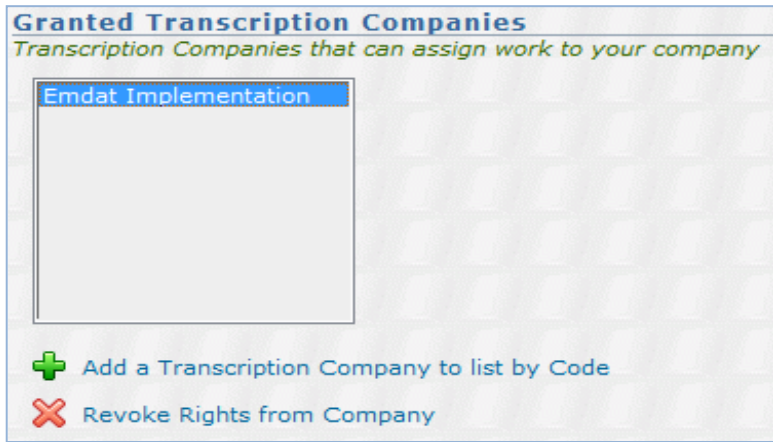 Granted Transcription Companies
Transcription Companies that can assign work to your company
Emdat Implementation
Add a Transcription Company to list by Code
Revoke Rights from Company